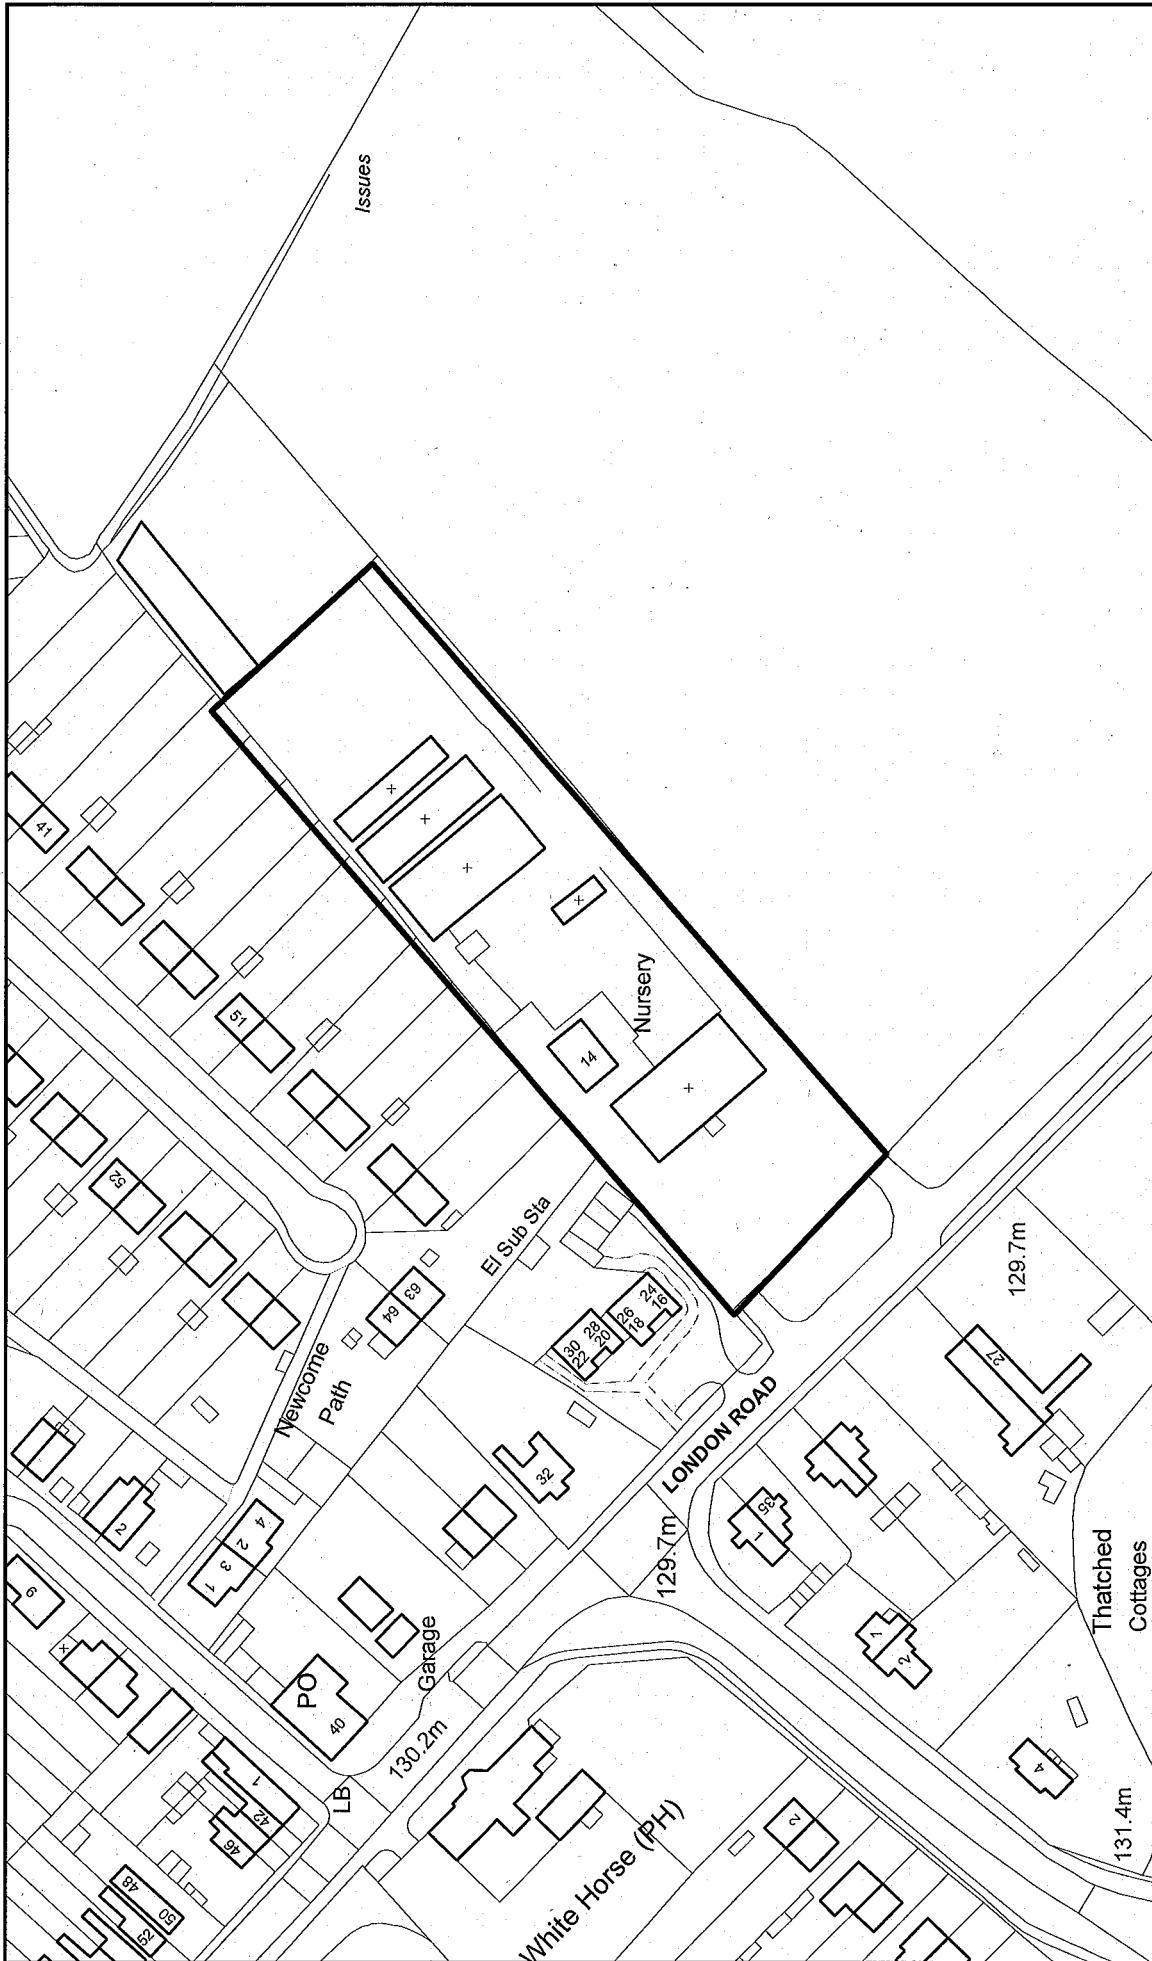 Issues
41
51
52
14
Nursery
El Sub Sta
63
64
Newcome
Path
30
28
22
20
26
24
18
16
32
LONDON ROAD
129.7m
27
35
1
129.7m
Thatched
Cottages
1
2
4
131.4m
2
9
4
2
3
1
PO
40
Garage
130.2m
LB
1
42
46
48
50
52
White Horse (PH)
2